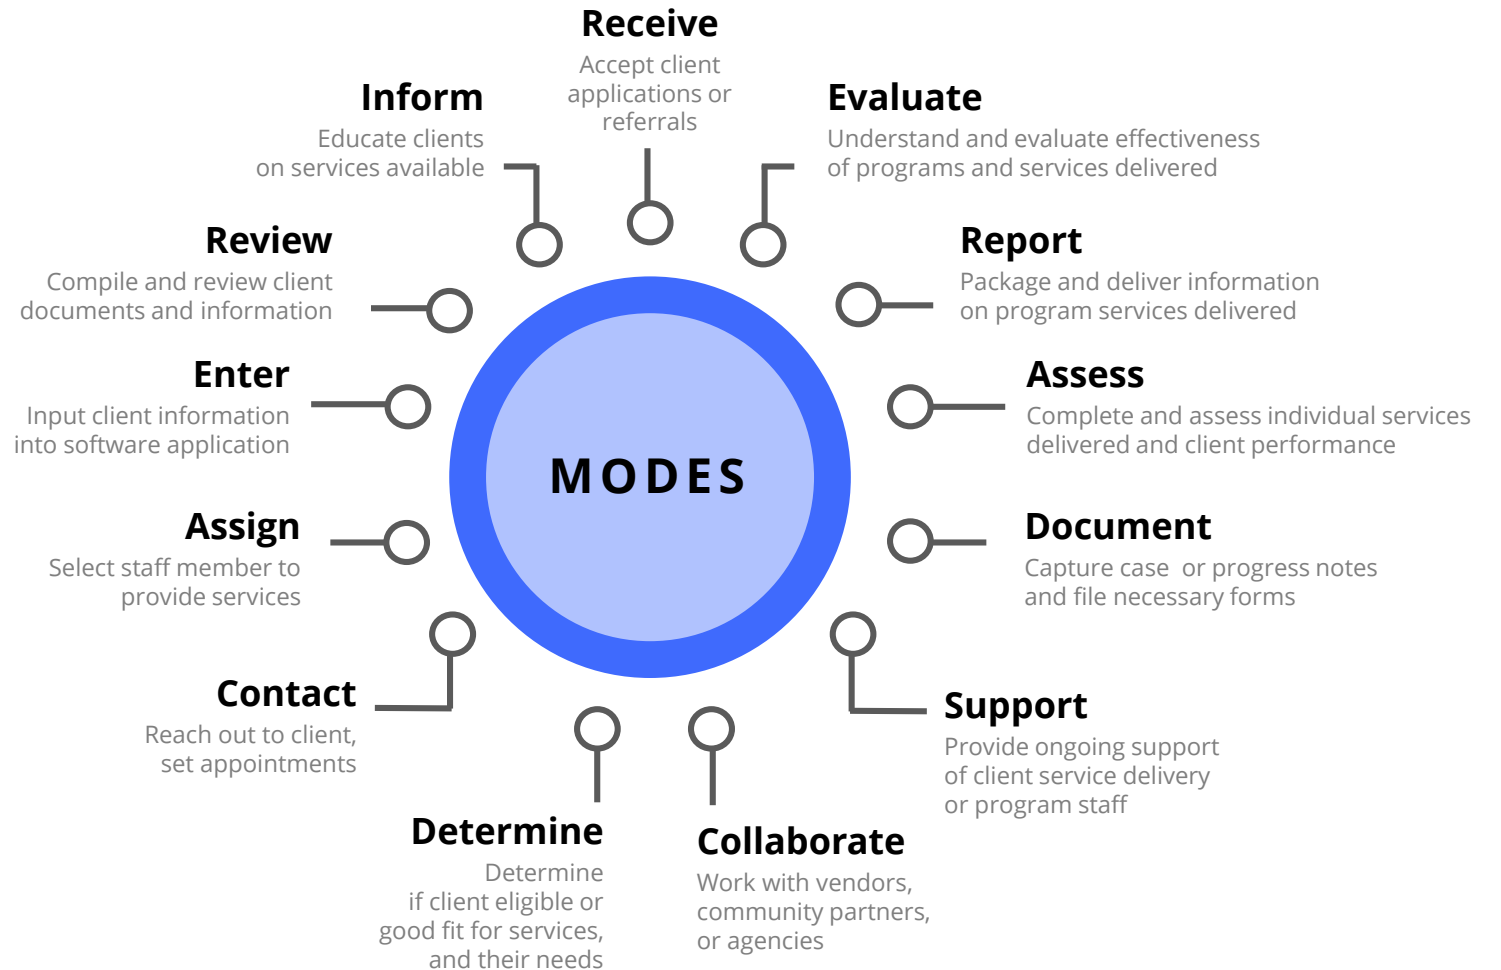 Receive
Accept client
applications or
referrals
Inform
Educate clients
on services available
Evaluate
Understand and evaluate effectiveness
of programs and services delivered
Review
Compile and review client
documents and information
Report
Package and deliver information
on program services delivered
Enter
Input client information
into software application
Assess
Complete and assess individual services
delivered and client performance
MODES
Assign
Select staff member to
provide services
Document
Capture case  or progress notes
and file necessary forms
Contact
Reach out to client,
set appointments
Support
Provide ongoing support
of client service delivery
or program staff
Determine
Determine
if client eligible or
good fit for services,
and their needs
Collaborate
Work with vendors,
community partners,
or agencies